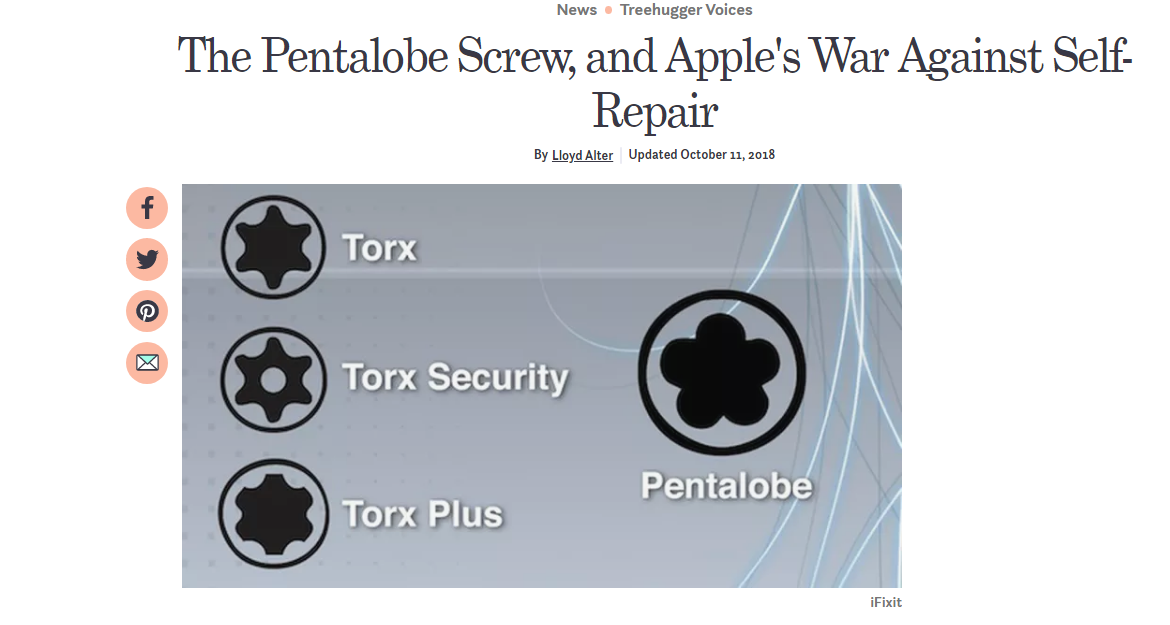 News • Treehugger Voices
The Pentalobe Screw, and Apple's War Against Self-
Repair
By Lloyd Alter | Updated October 11, 2018
Torx
Torx Security
Torx Plus
Pentalobe
iFixit